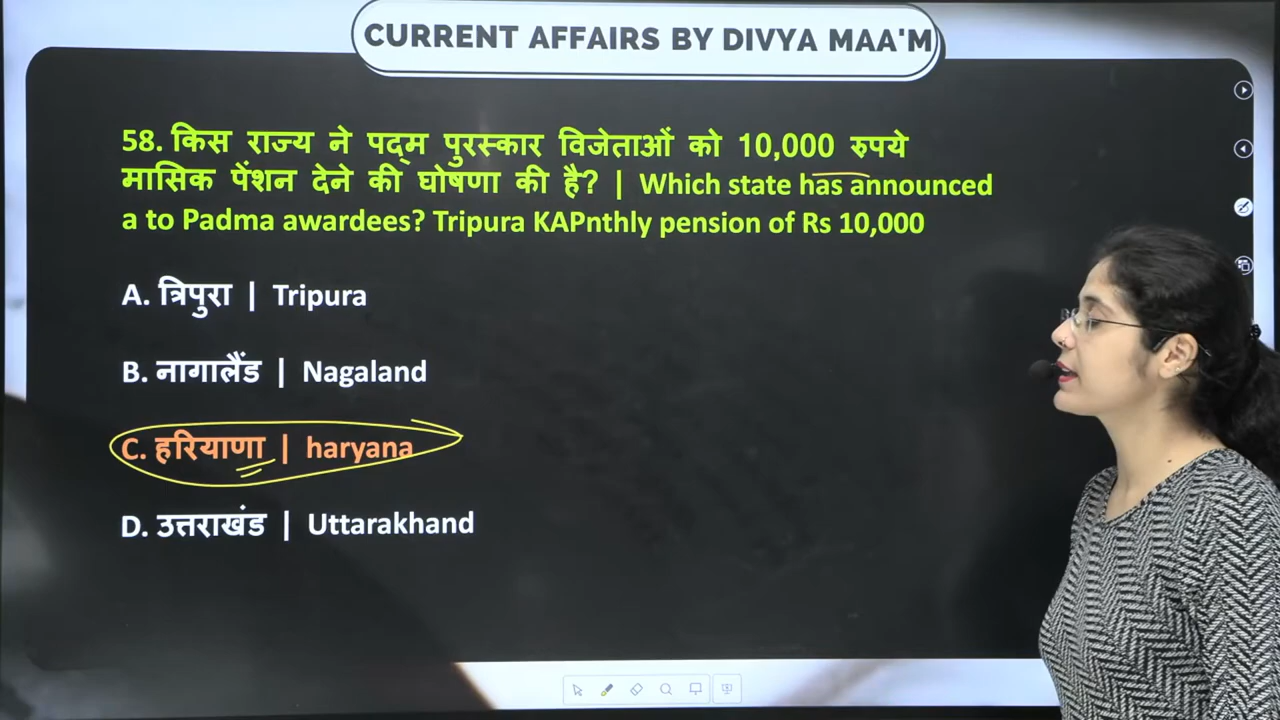 CURRENT AFFAIRS BY DIVYA MAA'M
58. किस राज्य ने पद्म पुरस्कार विजेताओं को 10,000 रुपये
मासिक पेंशन देने की घोषणा की है? | Which state has announced
a to Padma awardees? Tripura KAPnthly pension of Rs 10,000
A. त्रिपुरा | Tripura
B. नागालैंड | Nagaland
C. हरियाणा | haryana
D. उत्तराखंड | Uttarakhand